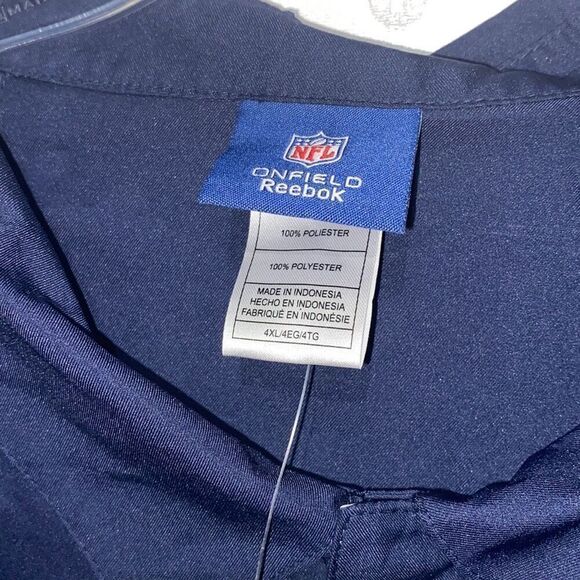 MAR
NFL
ONFIELD
Reebok
100% POLIESTER
100% POLYESTER
MADE IN INDONESIA
HECHO EN INDONESIA
FABRIQUÉ EN INDONÉSIE
4XL/4EG/4TG